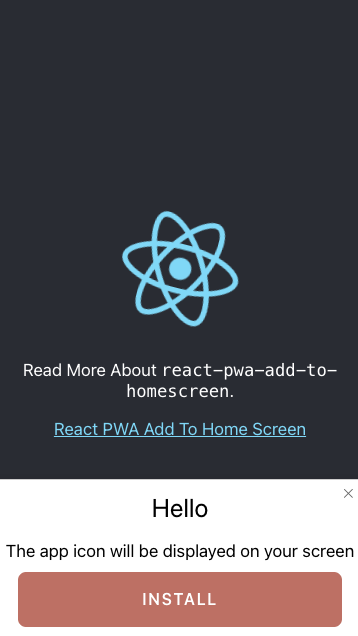 Read More About react-pwa-add-to-
homescreen.
React PWA Add To Home Screen
Hello
The app icon will be displayed on your screen
INSTALL